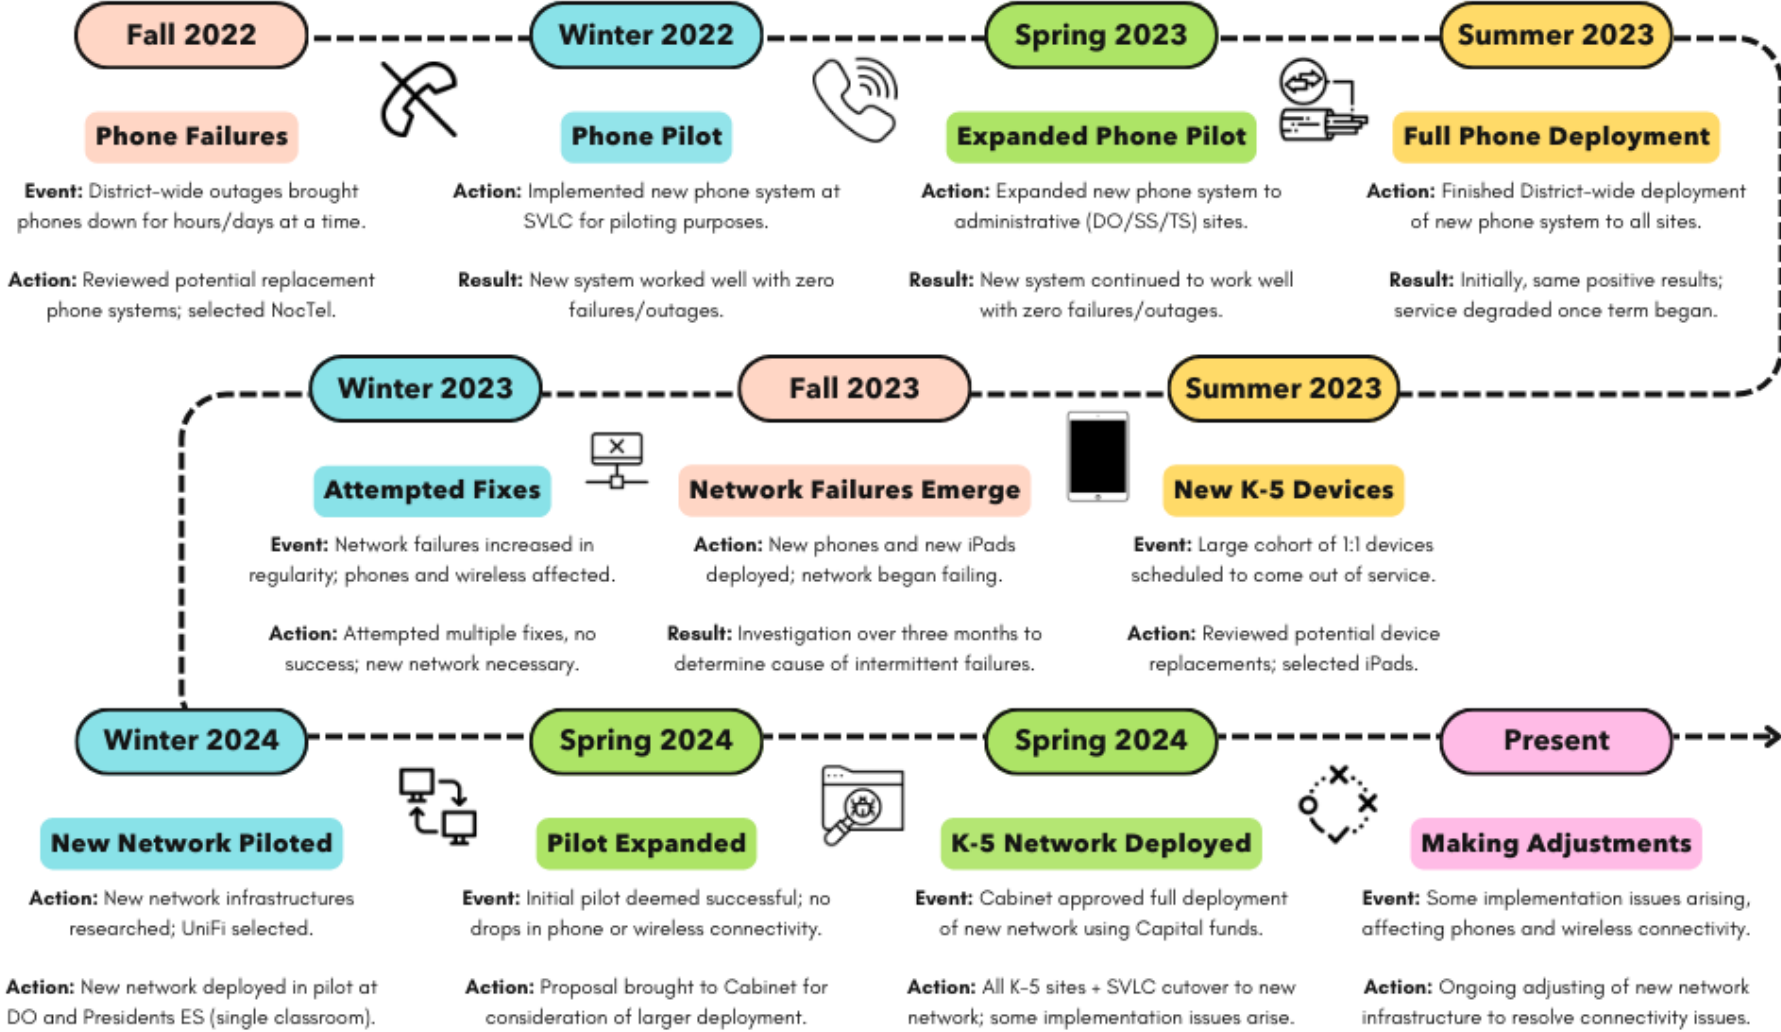 Fall 2022
Winter 2022
Spring 2023
Summer 2023
Phone Failures
Phone Pilot
Expanded Phone Pilot
Full Phone Deployment
Event: District-wide outages brought
phones down for hours/days at a time.
Action: Reviewed potential replacement
phone systems; selected NocTel.
Action: Implemented new phone system at
SVLC for piloting purposes.
Result: New system worked well with zero
failures/outages.
Action: Expanded new phone system to
administrative (DO/SS/TS) sites.
Result: New system continued to work well
with zero failures/outages.
Action: Finished District-wide deployment
of new phone system to all sites.
Result: Initially, same positive results;
service degraded once term began.
Summer 2023
Fall 2023
Winter 2023
New K-5 Devices
Network Failures Emerge
Attempted Fixes
Event: Large cohort of 1:1 devices
scheduled to come out of service.
Action: Reviewed potential device
replacements; selected iPads.
Action: New phones and new iPads
deployed; network began failing.
Result: Investigation over three months to
determine cause of intermittent failures.
Event: Network failures increased in
regularity; phones and wireless affected.
Action: Attempted multiple fixes, no
success; new network necessary.
Winter 2024
Spring 2024
Spring 2024
Present
New Network Piloted
Pilot Expanded
K-5 Network Deployed
Making Adjustments
Action: New network infrastructures
researched; UniFi selected.
Action: New network deployed in pilot at
DO and Presidents ES (single classroom).
Event: Initial pilot deemed successful; no
drops in phone or wireless connectivity.
Action: Proposal brought to Cabinet for
consideration of larger deployment.
Event: Cabinet approved full deployment
of new network using Capital funds.
Action: All K-5 sites + SVLC cutover to new
network; some implementation issues arise.
Event: Some implementation issues arising,
affecting phones and wireless connectivity.
Action: Ongoing adjusting of new network
infrastructure to resolve connectivity issues.